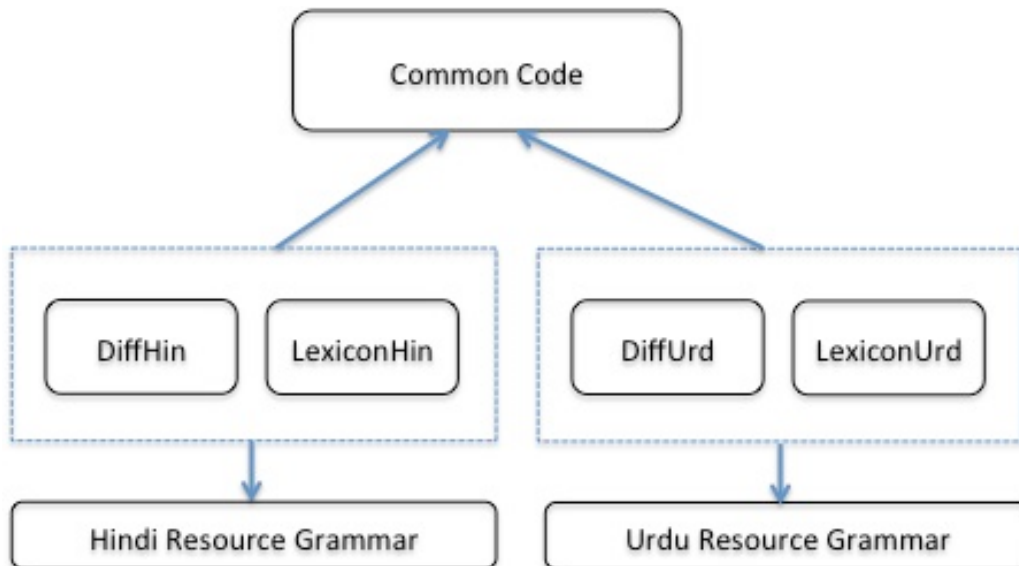 Common Code
DiffHin
LexiconHin
DiffUrd
LexiconUrd
Hindi Resource Grammar
Urdu Resource Grammar